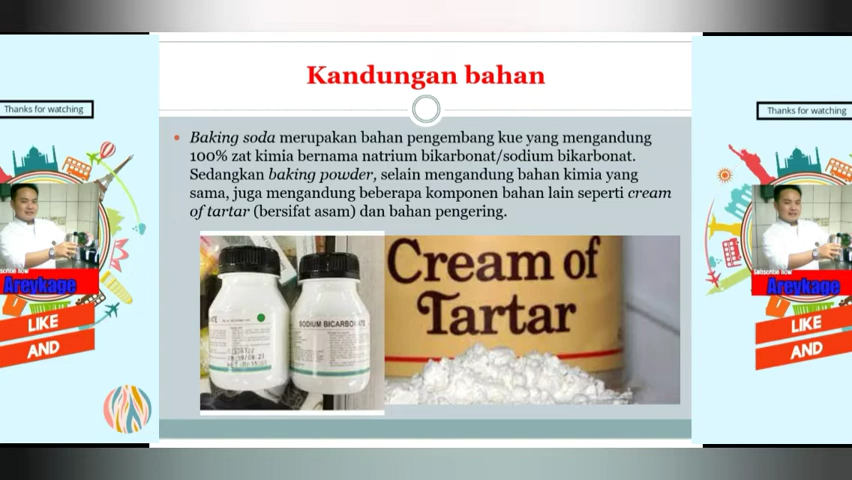 Kandungan bahan
Thanks for watching
Thanks for watching
Baking soda merupakan bahan pengembang kue yang mengandung
100% zat kimia bernama natrium bikarbonat/sodium bikarbonat.
Sedangkan baking powder, selain mengandung bahan kimia yang
sama, juga mengandung beberapa komponen bahan lain seperti cream
of tartar (bersifat asam) dan bahan pengering.
Cream of
Tartar
SODIUM BICARBONATE
Areykage
LIKE
AND
Subscribe Now
Areykage
LIKE
AND